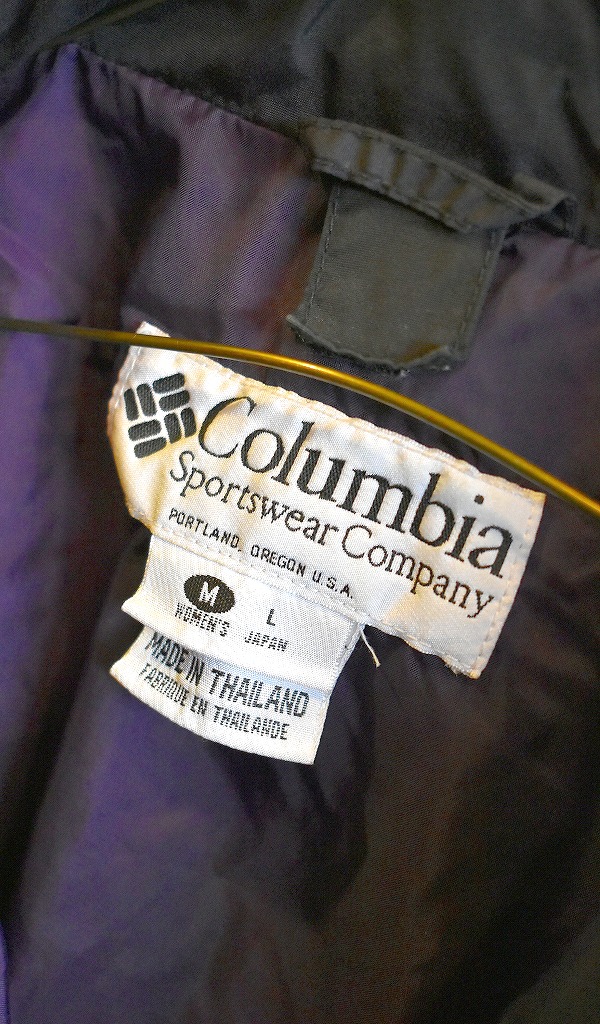 Columbia
Sportswear Company
PORTLAND, OREGON U.S.A.
M L
WOMEN'S JAPAN
MADE IN THAILAND
FABRIQUE EN THAILANDE